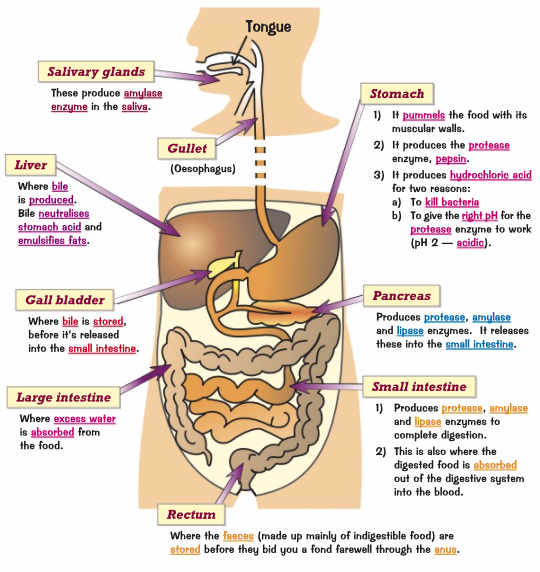 Tongue
Salivary glands
These produce amylase
enzyme in the saliva.
Gullet
(Oesophagus)
Stomach
1) It pummels the food with its
muscular walls.
2) It produces the protease
enzyme, pepsin.
3) It produces hydrochloric acid
for two reasons:
a) To kill bacteria
b) To give the right pH for the
protease enzyme to work
(pH 2 — acidic).
Liver
Where bile
is produced.
Bile neutralises
stomach acid and
emulsifies fats.
Gall bladder
Where bile is stored,
before it's released
into the small intestine.
Pancreas
Produces protease, amylase
and lipase enzymes. It releases
these into the small intestine.
Large intestine
Where excess water
is absorbed from
the food.
Small intestine
1) Produces protease, amylase
and lipase enzymes to
complete digestion.
2) This is also where the
digested food is absorbed
out of the digestive system
into the blood.
Rectum
Where the faeces (made up mainly of indigestible food) are
stored before they bid you a fond farewell through the anus.